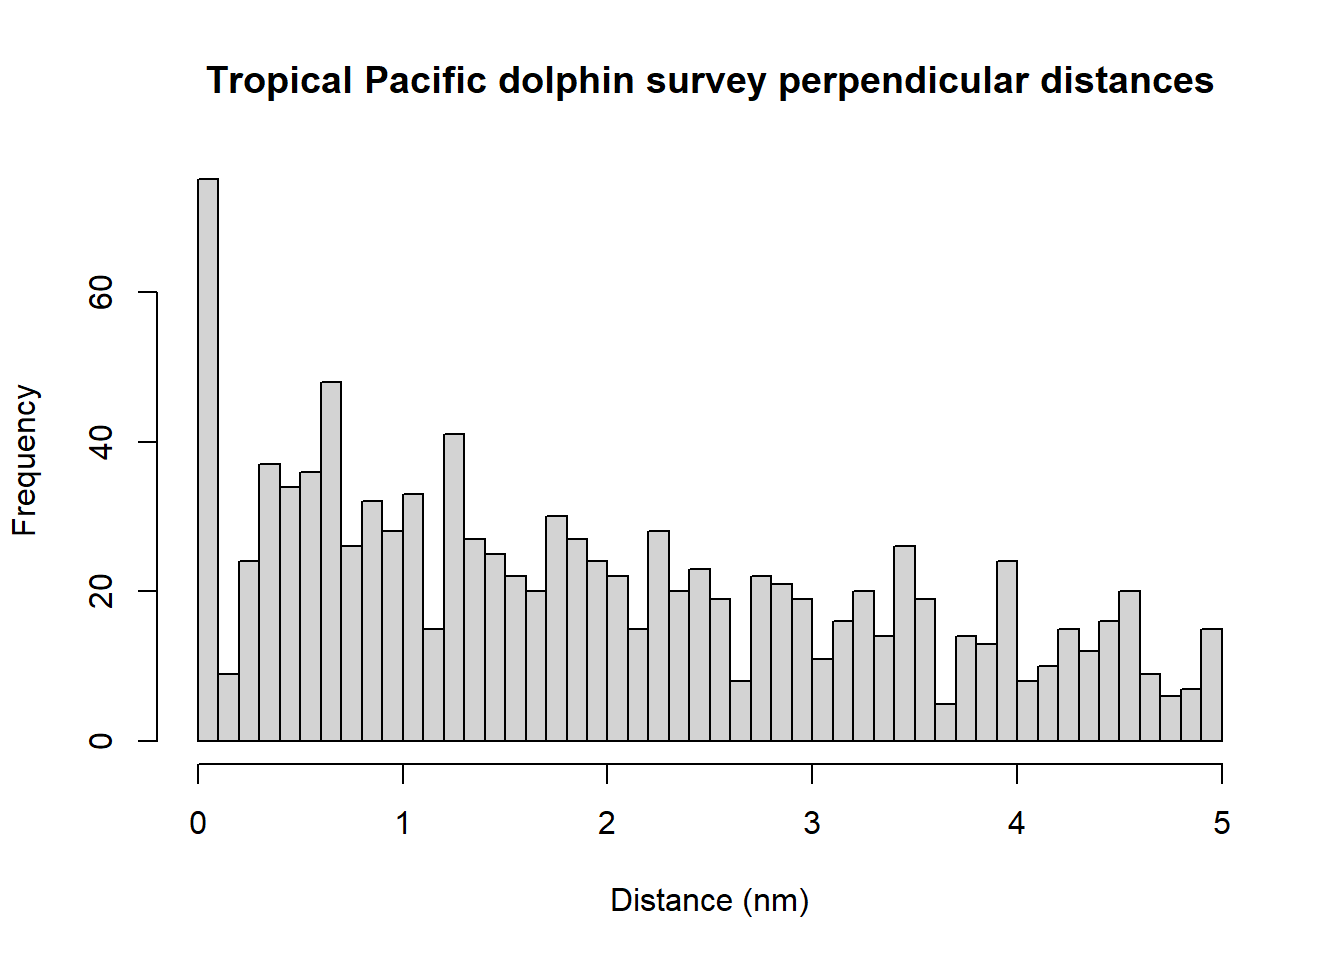 Tropical Pacific dolphin survey perpendicular distances
60
40
20
0
Frequency
0 1 2 3 4 5
Distance (nm)